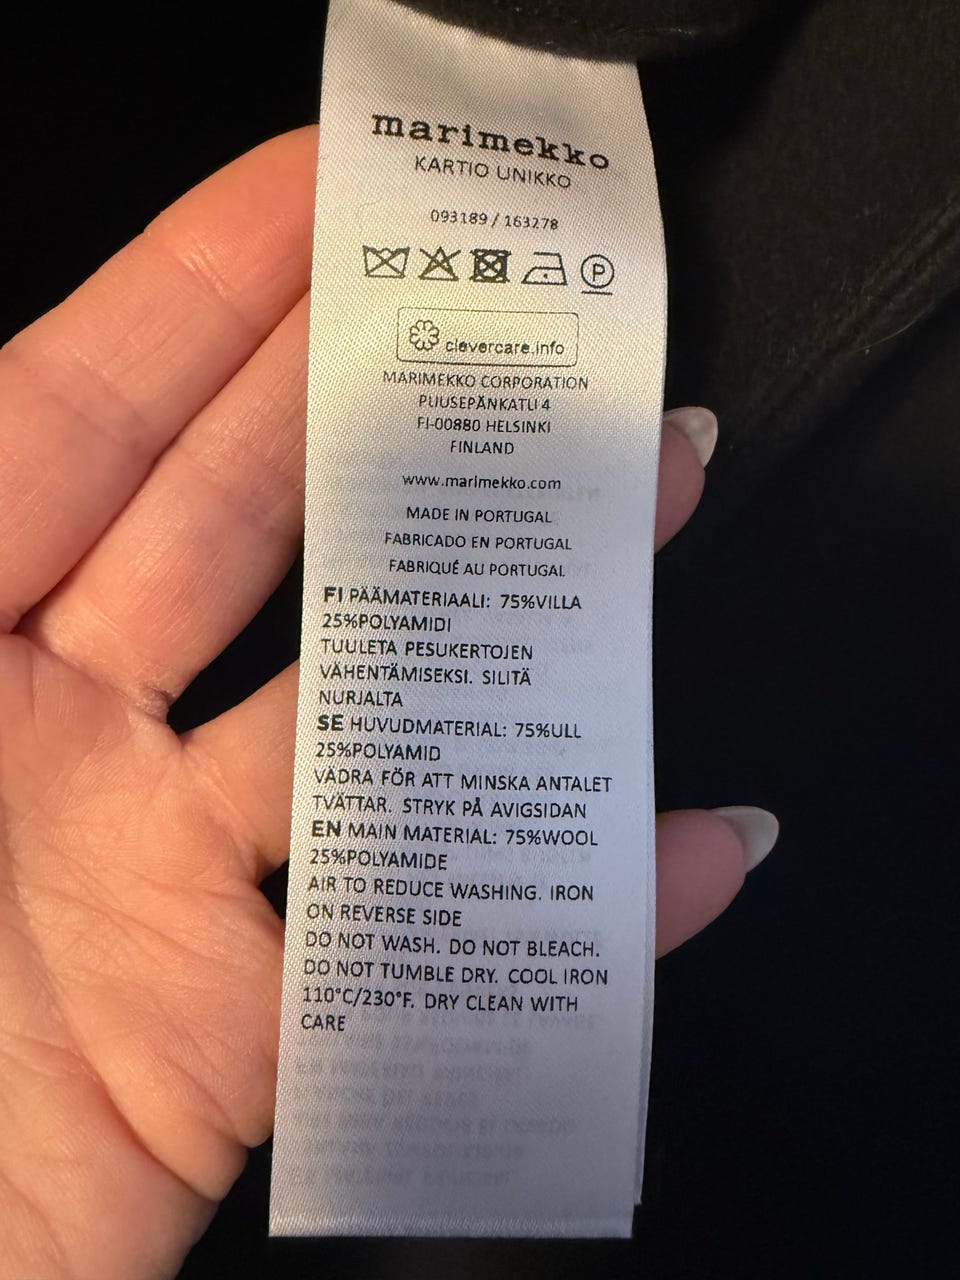 marimekko
KARTIO UNIKKO
093189 / 163278
P
clevercare.info
MARIMEKKO CORPORATION
PUUSEPÄNKATU 4
FI-00880 HELSINKI
FINLAND
www.marimekko.com
MADE IN PORTUGAL
FABRICADO EN PORTUGAL
FABRIQUÉ AU PORTUGAL
FI PÄÄMATERIAALI: 75%VILLA
25%POLYAMIDI
TUULETA PESUKERTOJEN
VÄHENTÄMISEKSI. SILITÄ
NURJALTA
SE HUVUDMATERIAL: 75%ULL
25%POLYAMID
VÄDRA FÖR ATT MINSKA ANTALET
TVÄTTAR. STRYK PÅ AVIGSIDAN
EN MAIN MATERIAL: 75%WOOL
25%POLYAMIDE
AIR TO REDUCE WASHING. IRON
ON REVERSE SIDE
DO NOT WASH. DO NOT BLEACH.
DO NOT TUMBLE DRY. COOL IRON
110°C/230°F. DRY CLEAN WITH
CARE